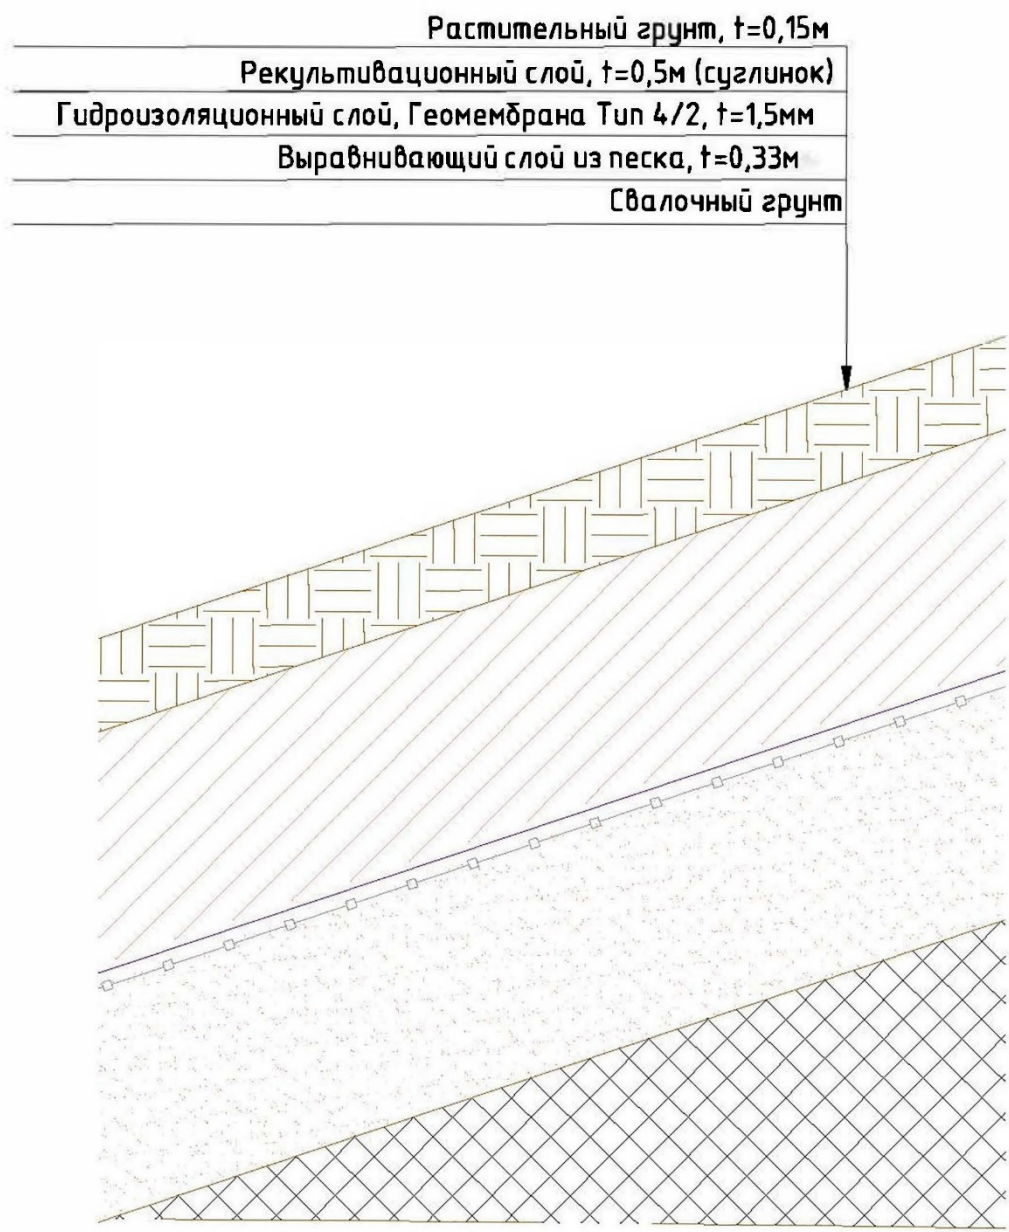 Растительный грунт, t=0,15м
Рекультивационный слой, t=0,5м (суглинок)
Гидроизоляционный слой, Геомембрана Тип 4/2, t=1,5мм
Выравнивающий слой из песка, t=0,33м
Свалочный грунт